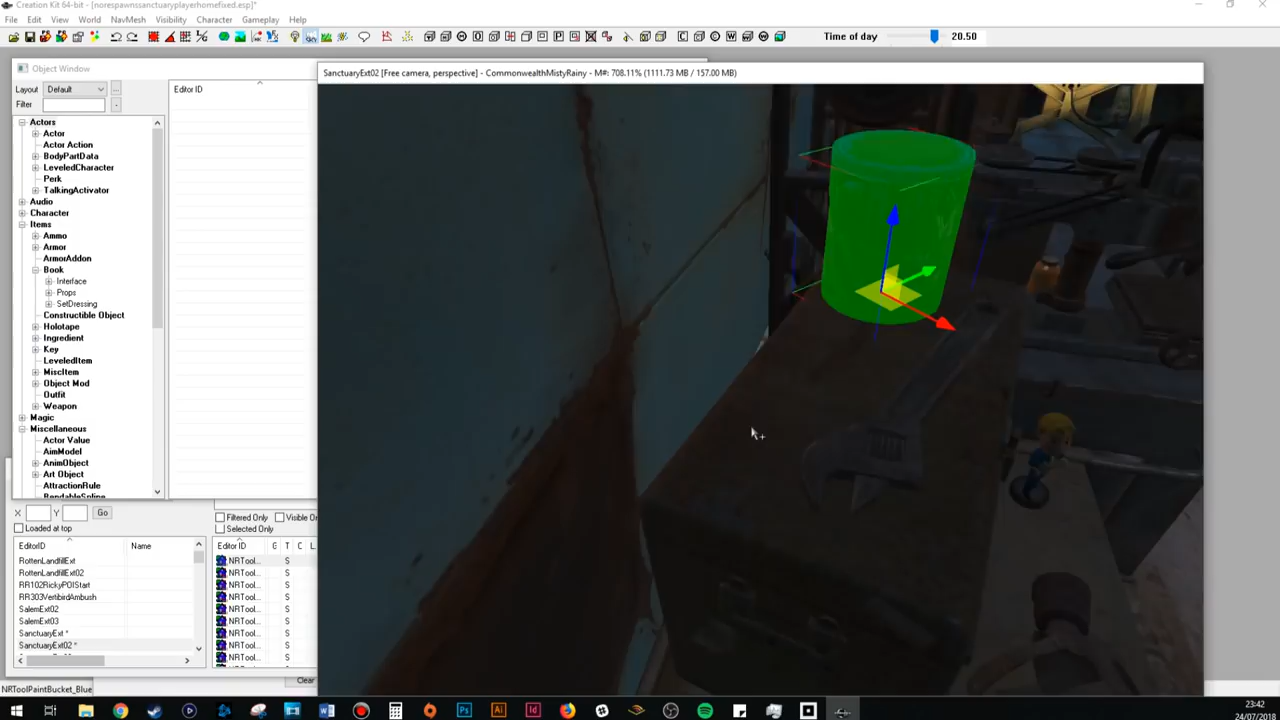 Creation Kit 64-bit - [norespawnssanctuaryplayerhomefixed.esp]*
File Edit View World NavMesh Visibility Character Gameplay Help
Time of day 20.50
Object Window
Layout Default ...
Filter
Editor ID
Actors
Actor
Actor Action
BodyPartData
LeveledCharacter
Perk
TalkingActivator
Audio
Character
Items
Ammo
Armor
ArmorAddon
Book
Interface
Props
SetDressing
Constructible Object
Holotape
Ingredient
Key
LeveledItem
MiscItem
Object Mod
Outfit
Weapon
Magic
Miscellaneous
Actor Value
AimModel
AnimObject
Art Object
AttractionRule
BendableSpline
SanctuaryExt02 [Free camera, perspective] - CommonwealthMistyRainy - M#: 708.11% (1111.73 MB / 157.00 MB)
X Y Go
Loaded at top
Filtered Only Visible On
Selected Only
EditorID Name
RottenLandfillExt
RottenLandfillExt02
RR102RickyPOIStart
RR303VertibirdAmbush
SalemExt02
SalemExt03
SanctuaryExt *
SanctuaryExt02 *
Editor ID G T C L..
NRTool... S
NRTool... S
NRTool... S
NRTool... S
NRTool... S
NRTool... S
NRTool... S
NRTool... S
NRTool... S
Clear
NRToolPaintBucket_Blue
23:42
24/07/2018